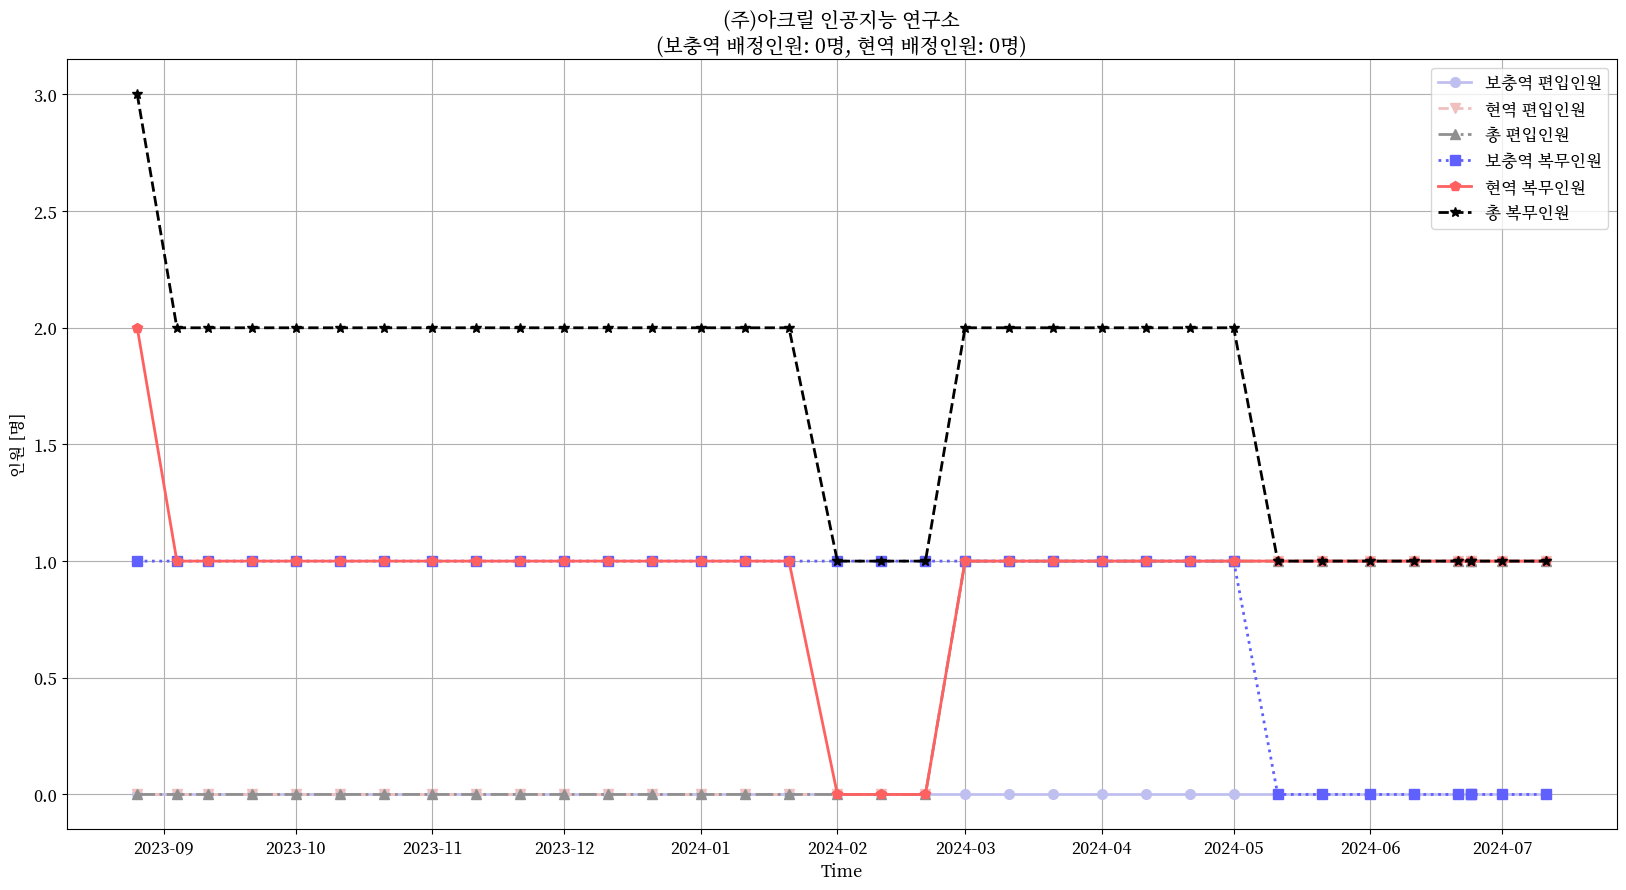 (주)아크릴 인공지능 연구소
(보충역 배정인원: 0명, 현역 배정인원: 0명)
보충역 편입인원
현역 편입인원
총 편입인원
보충역 복무인원
현역 복무인원
총 복무인원
인원 [명]
3.0
2.5
2.0
1.5
1.0
0.5
0.0
2023-09 2023-10 2023-11 2023-12 2024-01 2024-02 2024-03 2024-04 2024-05 2024-06 2024-07
Time